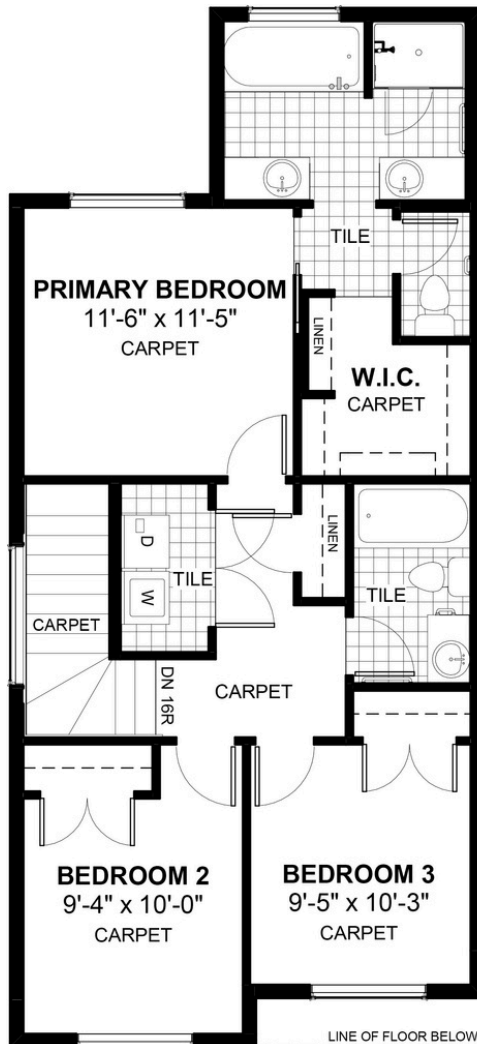 TILE
PRIMARY BEDROOM
11'-6" x 11'-5"
CARPET
LINEN
W.I.C.
CARPET
D
W
TILE
LINEN
CARPET
TILE
DN 16R
CARPET
BEDROOM 2
9'-4" x 10'-0"
CARPET
BEDROOM 3
9'-5" x 10'-3"
CARPET
LINE OF FLOOR BELOW